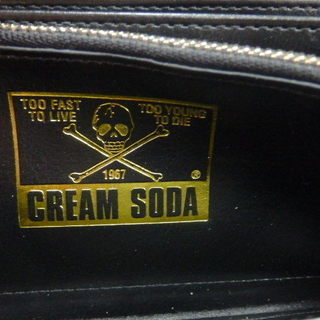 TOO FAST TO LIVE
TOO YOUNG TO DIE
1967
®
CREAM SODA